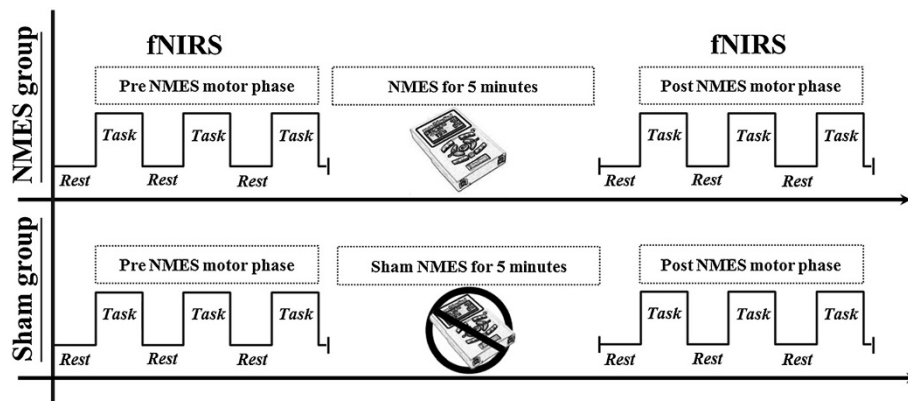 fNIRS
fNIRS
NMES group
Pre NMES motor phase
NMES for 5 minutes
Post NMES motor phase
Task Task Task
Task Task Task
Rest Rest Rest
Rest Rest Rest
Sham group
Pre NMES motor phase
Sham NMES for 5 minutes
Post NMES motor phase
Task Task Task
Task Task Task
Rest Rest Rest
Rest Rest Rest